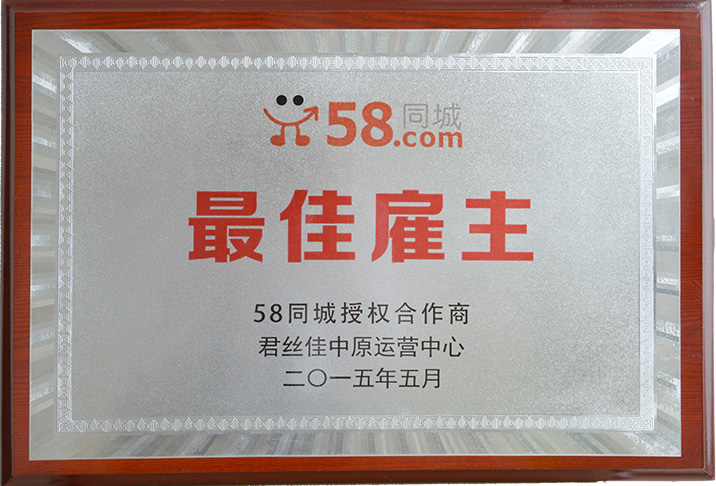 58同城
.com
最佳雇主
58同城授权合作商
君丝佳中原运营中心
二〇一五年五月